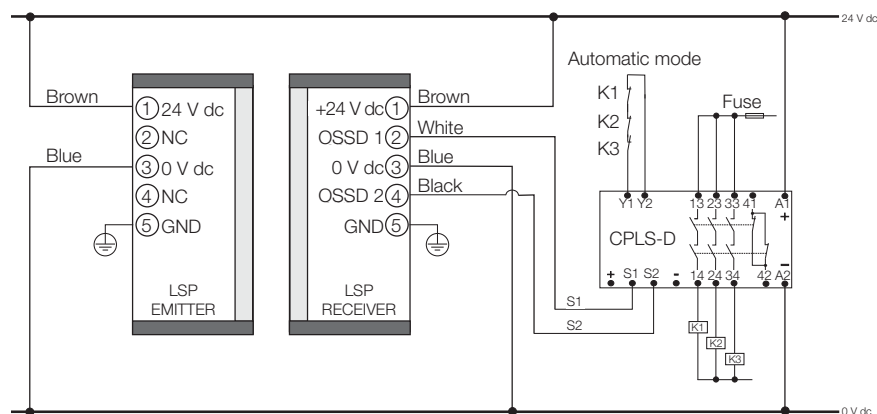 24 V dc
Automatic mode
K1
K2
K3
Fuse
Brown
1 24 V dc
2 NC
Blue
3 0 V dc
4 NC
5 GND
LSP
EMITTER
+24 V dc 1
Brown
OSSD 1 2
White
0 V dc 3
Blue
OSSD 2 4
Black
GND 5
LSP
RECEIVER
Y1 Y2 13 23 33 41 A1
+
CPLS-D
-
+ S1 S2 - 14 24 34 42 A2
S1
S2
K1
K2
K3
0 V dc